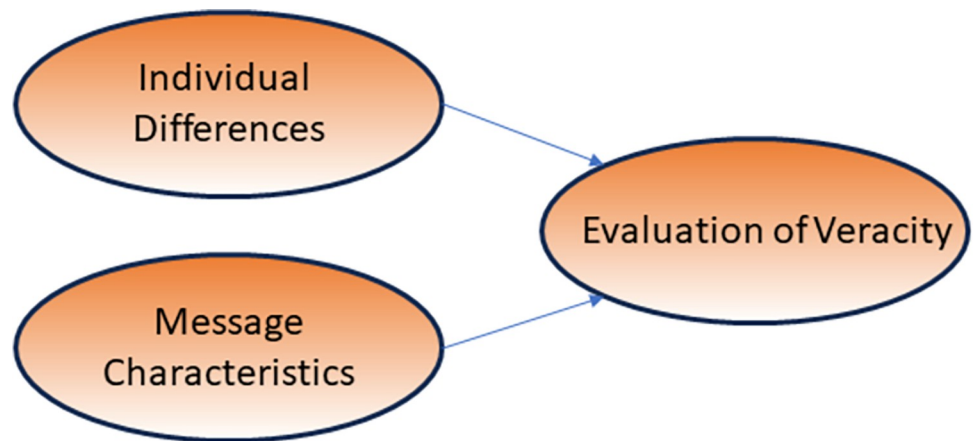 Individual
Differences
Evaluation of Veracity
Message
Characteristics